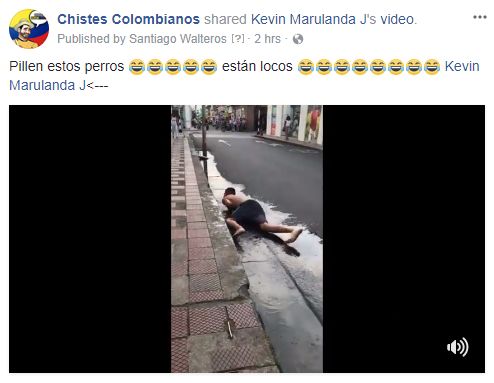 Chistes Colombianos shared Kevin Marulanda J's video.
Published by Santiago Walteros [?] · 2 hrs ·
Pillen estos perros 😂😂😂😂😂 están locos 😂😂😂😂😂😂😂😂 Kevin
Marulanda J<---